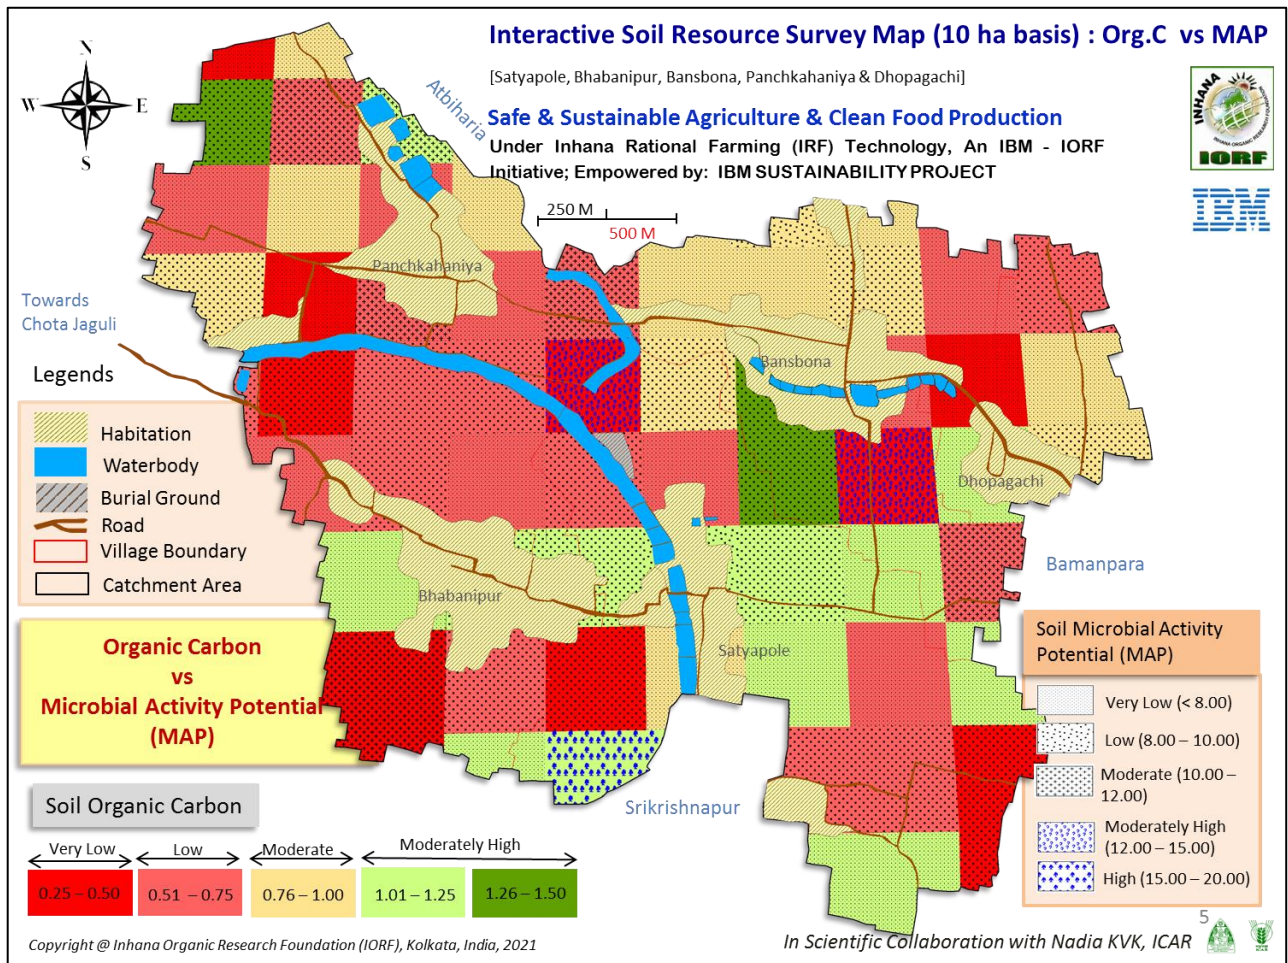 Interactive Soil Resource Survey Map (10 ha basis) : Org.C vs MAP
[Satyapole, Bhabanipur, Bansbona, Panchkahaniya & Dhopagachi]
Safe & Sustainable Agriculture & Clean Food Production
Under Inhana Rational Farming (IRF) Technology, An IBM - IORF
Initiative; Empowered by: IBM SUSTAINABILITY PROJECT
N
W
E
S
Atbiharia
INHANA
INHANA ORGANIC RESEARCH FOUNDATION
IORF
IBM
250 M
500 M
Panchkahaniya
Towards
Chota Jaguli
Bansbona
Dhopagachi
Legends
Habitation
Waterbody
Burial Ground
Road
Village Boundary
Catchment Area
Bamanpara
Bhabanipur
Satyapole
Srikrishnapur
Organic Carbon
vs
Microbial Activity Potential
(MAP)
Soil Microbial Activity
Potential (MAP)
Very Low (< 8.00)
Low (8.00 – 10.00)
Moderate (10.00 –
12.00)
Moderately High
(12.00 – 15.00)
High (15.00 – 20.00)
Soil Organic Carbon
Very Low
Low
Moderate
Moderately High
0.25 – 0.50
0.51 – 0.75
0.76 – 1.00
1.01 – 1.25
1.26 – 1.50
Copyright @ Inhana Organic Research Foundation (IORF), Kolkata, India, 2021
In Scientific Collaboration with Nadia KVK, ICAR
5